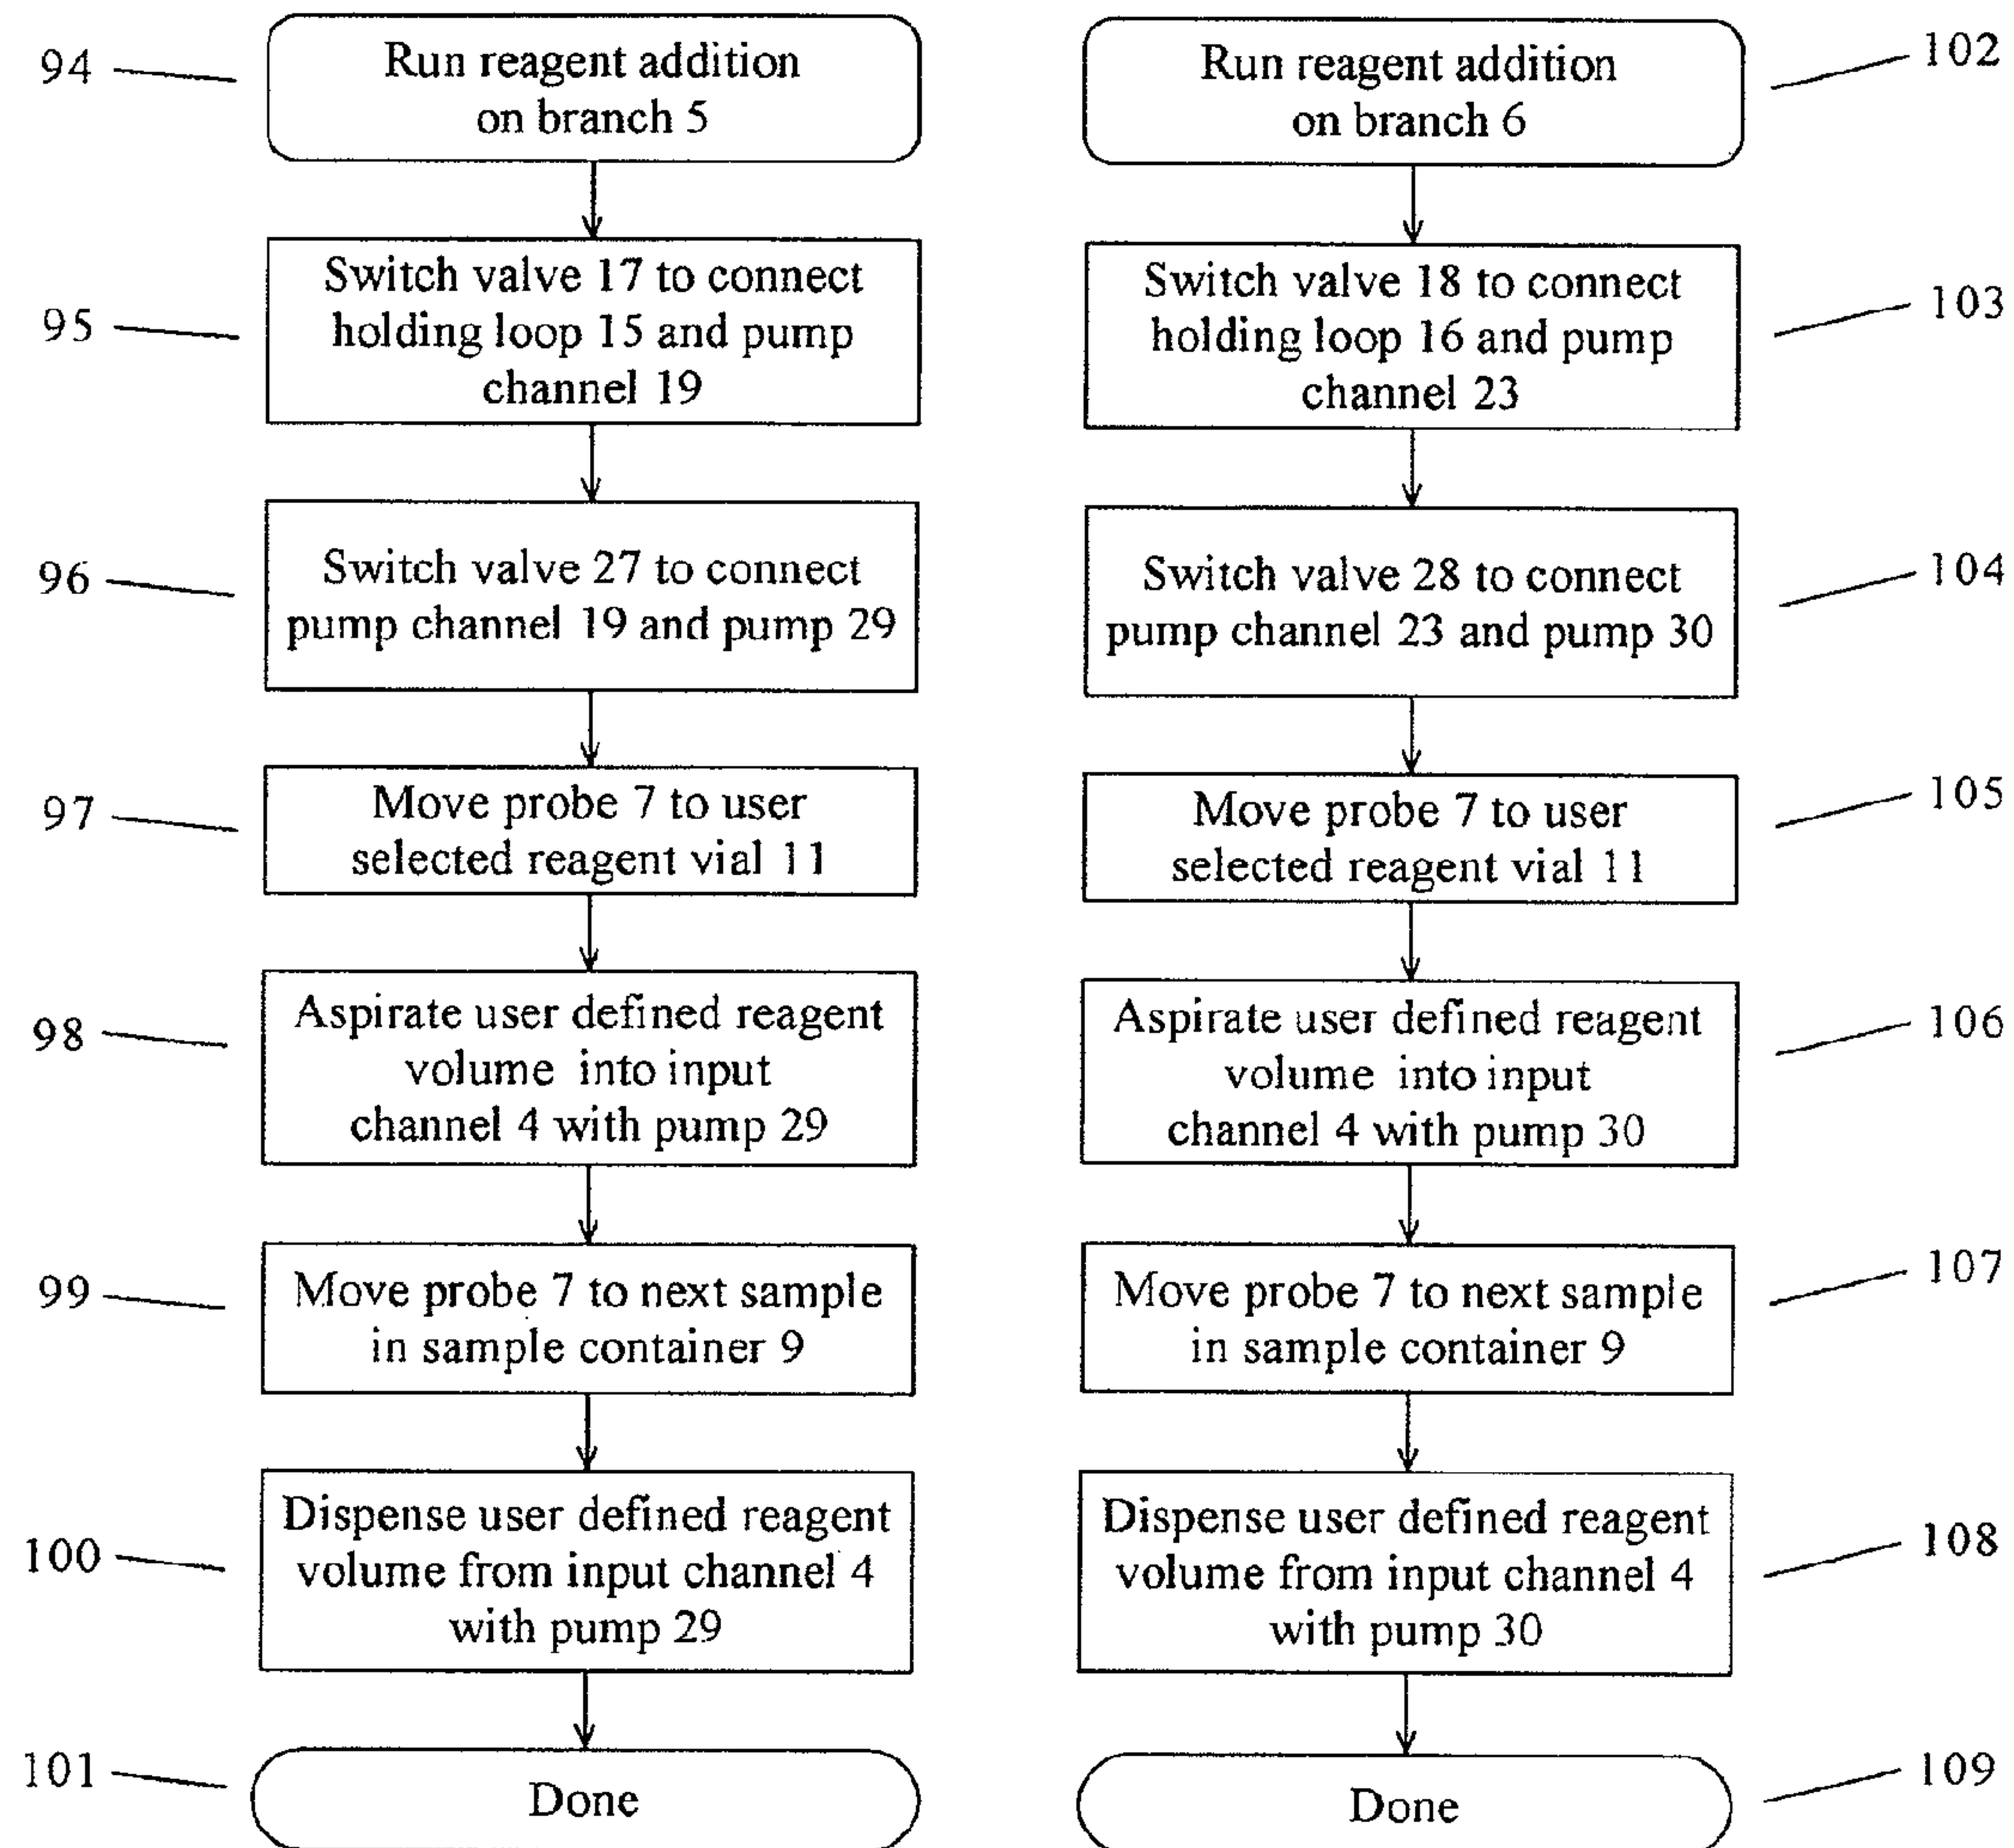 94
Run reagent addition
on branch 5
95
Switch valve 17 to connect
holding loop 15 and pump
channel 19
96
Switch valve 27 to connect
pump channel 19 and pump 29
97
Move probe 7 to user
selected reagent vial 11
98
Aspirate user defined reagent
volume into input
channel 4 with pump 29
99
Move probe 7 to next sample
in sample container 9
100
Dispense user defined reagent
volume from input channel 4
with pump 29
101
Done
102
Run reagent addition
on branch 6
103
Switch valve 18 to connect
holding loop 16 and pump
channel 23
104
Switch valve 28 to connect
pump channel 23 and pump 30
105
Move probe 7 to user
selected reagent vial 11
106
Aspirate user defined reagent
volume into input
channel 4 with pump 30
107
Move probe 7 to next sample
in sample container 9
108
Dispense user defined reagent
volume from input channel 4
with pump 30
109
Done